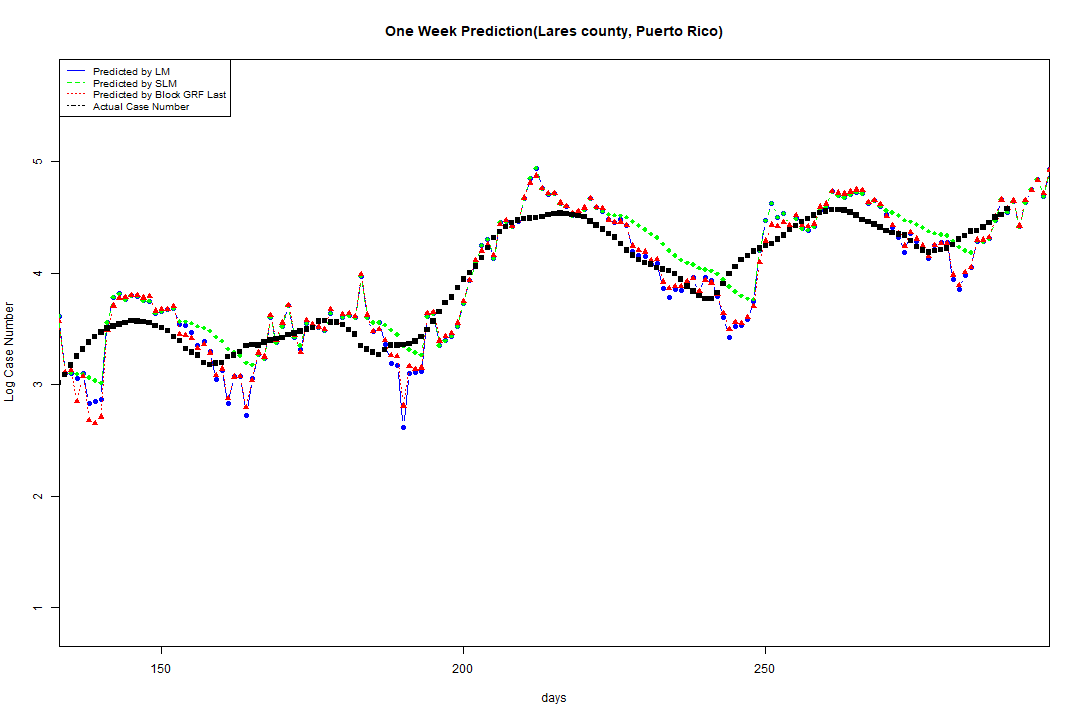 One Week Prediction(Lares county, Puerto Rico)
Predicted by LM
Predicted by SLM
Predicted by Block GRF Last
Actual Case Number
5
4
3
2
1
Log Case Number
150
200
250
days